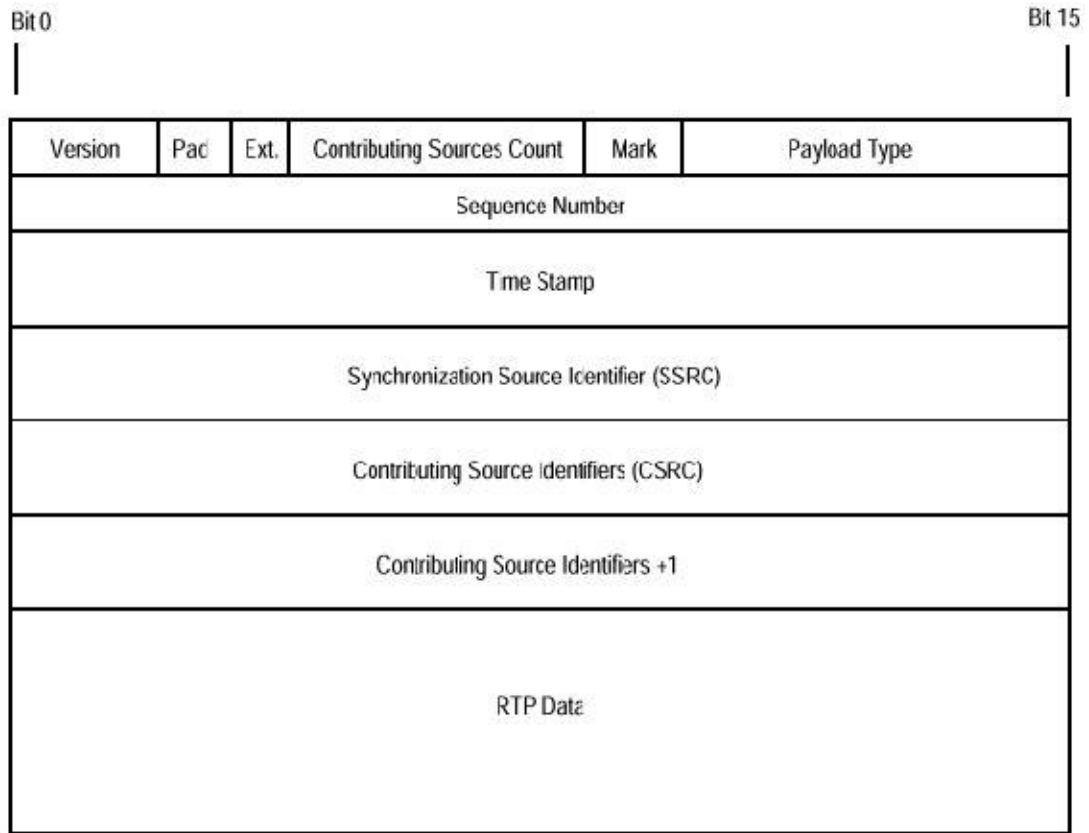 Bit 0 Bit 15
Version Pad Ext. Contributing Sources Count Mark Payload Type
Sequence Number
Time Stamp
Synchronization Source Identifier (SSRC)
Contributing Source Identifiers (CSRC)
Contributing Source Identifiers +1
RTP Data